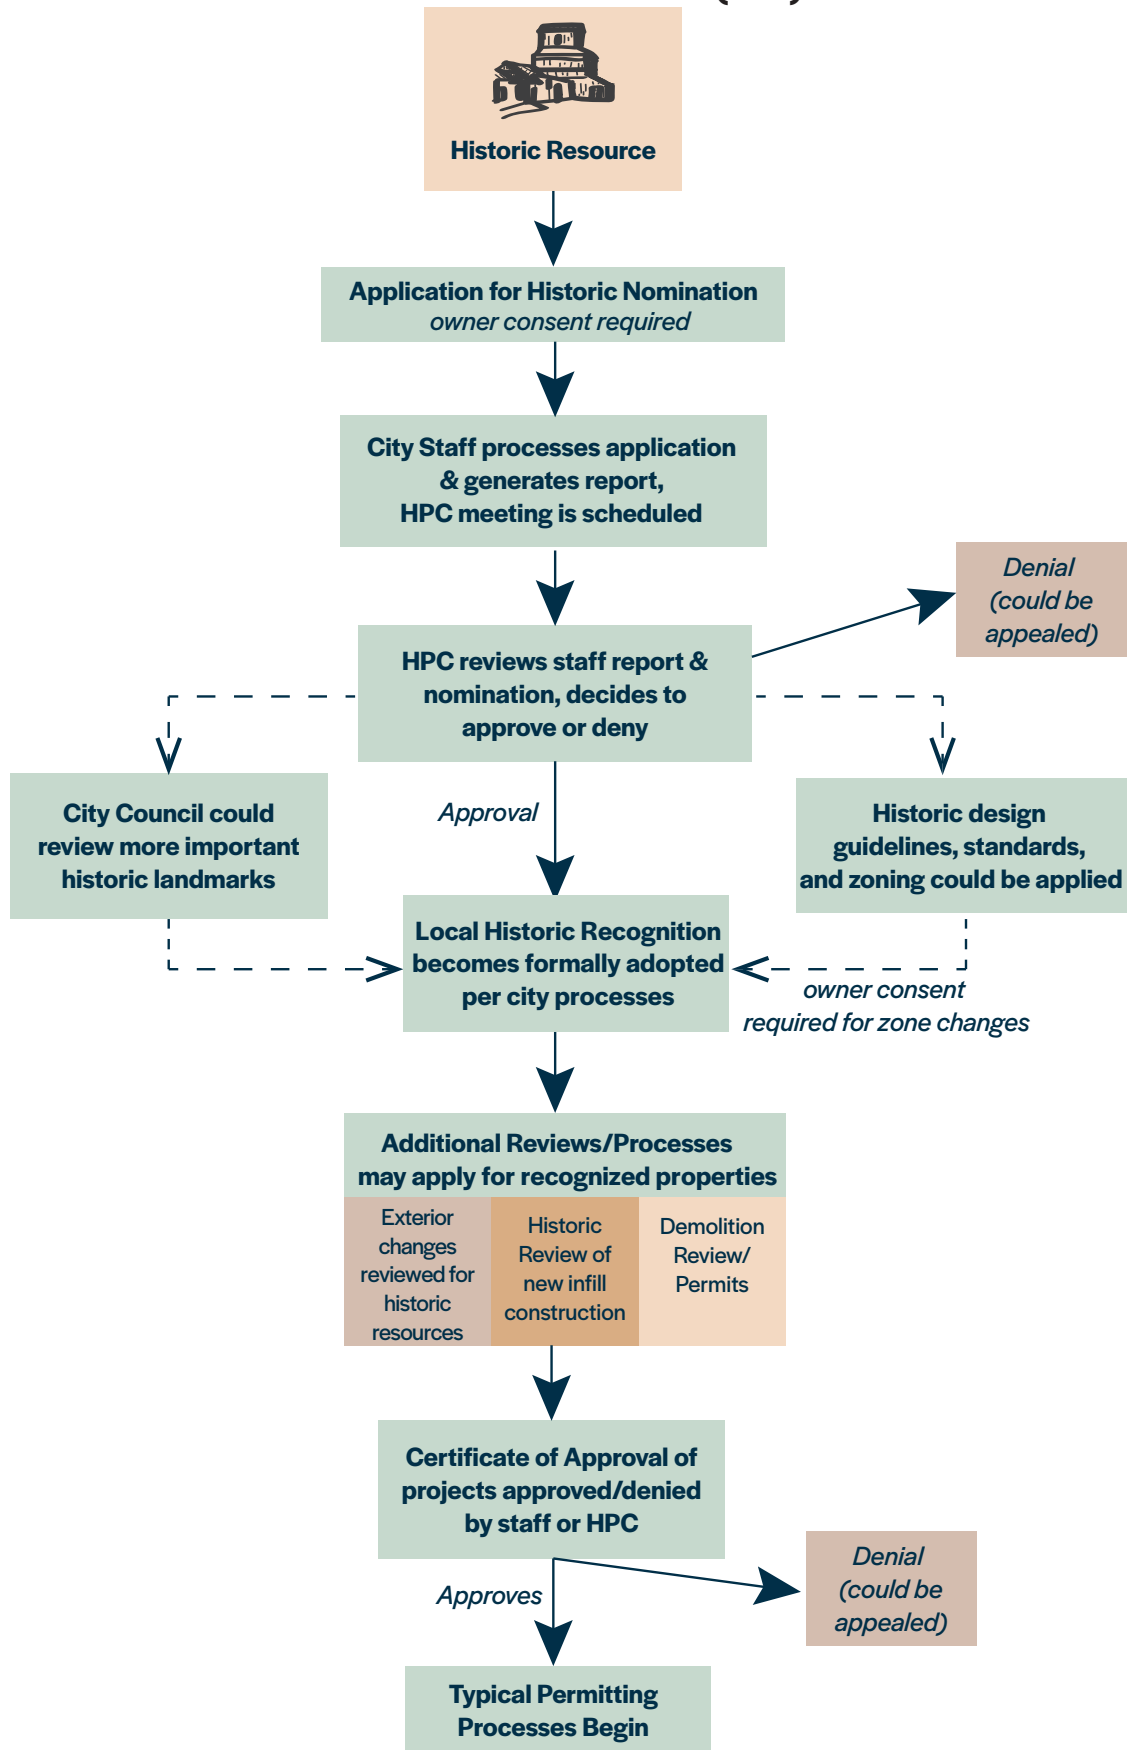 Historic Resource
Application for Historic Nomination
owner consent required
City Staff processes application
& generates report,
HPC meeting is scheduled
Denial
(could be
appealed)
HPC reviews staff report &
nomination, decides to
approve or deny
City Council could
review more important
historic landmarks
Approval
Historic design
guidelines, standards,
and zoning could be applied
Local Historic Recognition
becomes formally adopted
per city processes
owner consent
required for zone changes
Additional Reviews/Processes
may apply for recognized properties
Exterior
changes
reviewed for
historic
resources
Historic
Review of
new infill
construction
Demolition
Review/
Permits
Certificate of Approval of
projects approved/denied
by staff or HPC
Approves
Denial
(could be
appealed)
Typical Permitting
Processes Begin